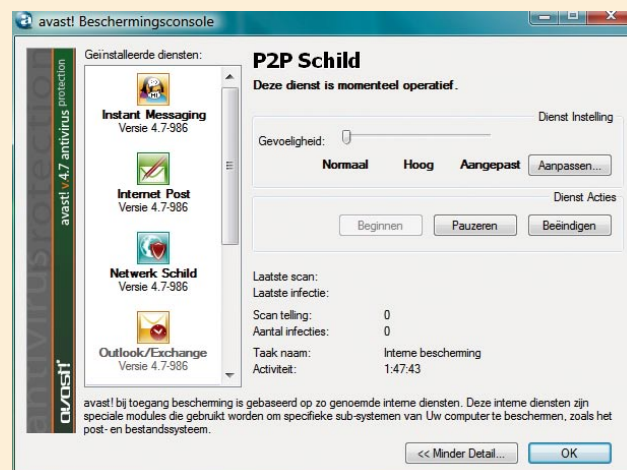 avast! Beschermingsconsole
antivirus protection
avast! v4.7 antivirus protection
avast!
Geïnstalleerde diensten:
Instant Messaging
Versie 4.7-986
Internet Post
Versie 4.7-986
Netwerk Schild
Versie 4.7-986
Outlook/Exchange
Versie 4.7-986
P2P Schild
Deze dienst is momenteel operatief.
Dienst Instelling
Gevoeligheid:
Normaal Hoog Aangepast Aanpassen...
Dienst Acties
Beginnen Pauzeren Beëindigen
Laatste scan:
Laatste infectie:
Scan telling: 0
Aantal infecties: 0
Taak naam: Interne bescherming
Activiteit: 1:47:43
avast! bij toegang bescherming is gebaseerd op zo genoemde interne diensten. Deze interne diensten zijn
speciale modules die gebruikt worden om specifieke sub-systemen van Uw computer te beschermen, zoals het
post- en bestandssysteem.
<< Minder Detail... OK